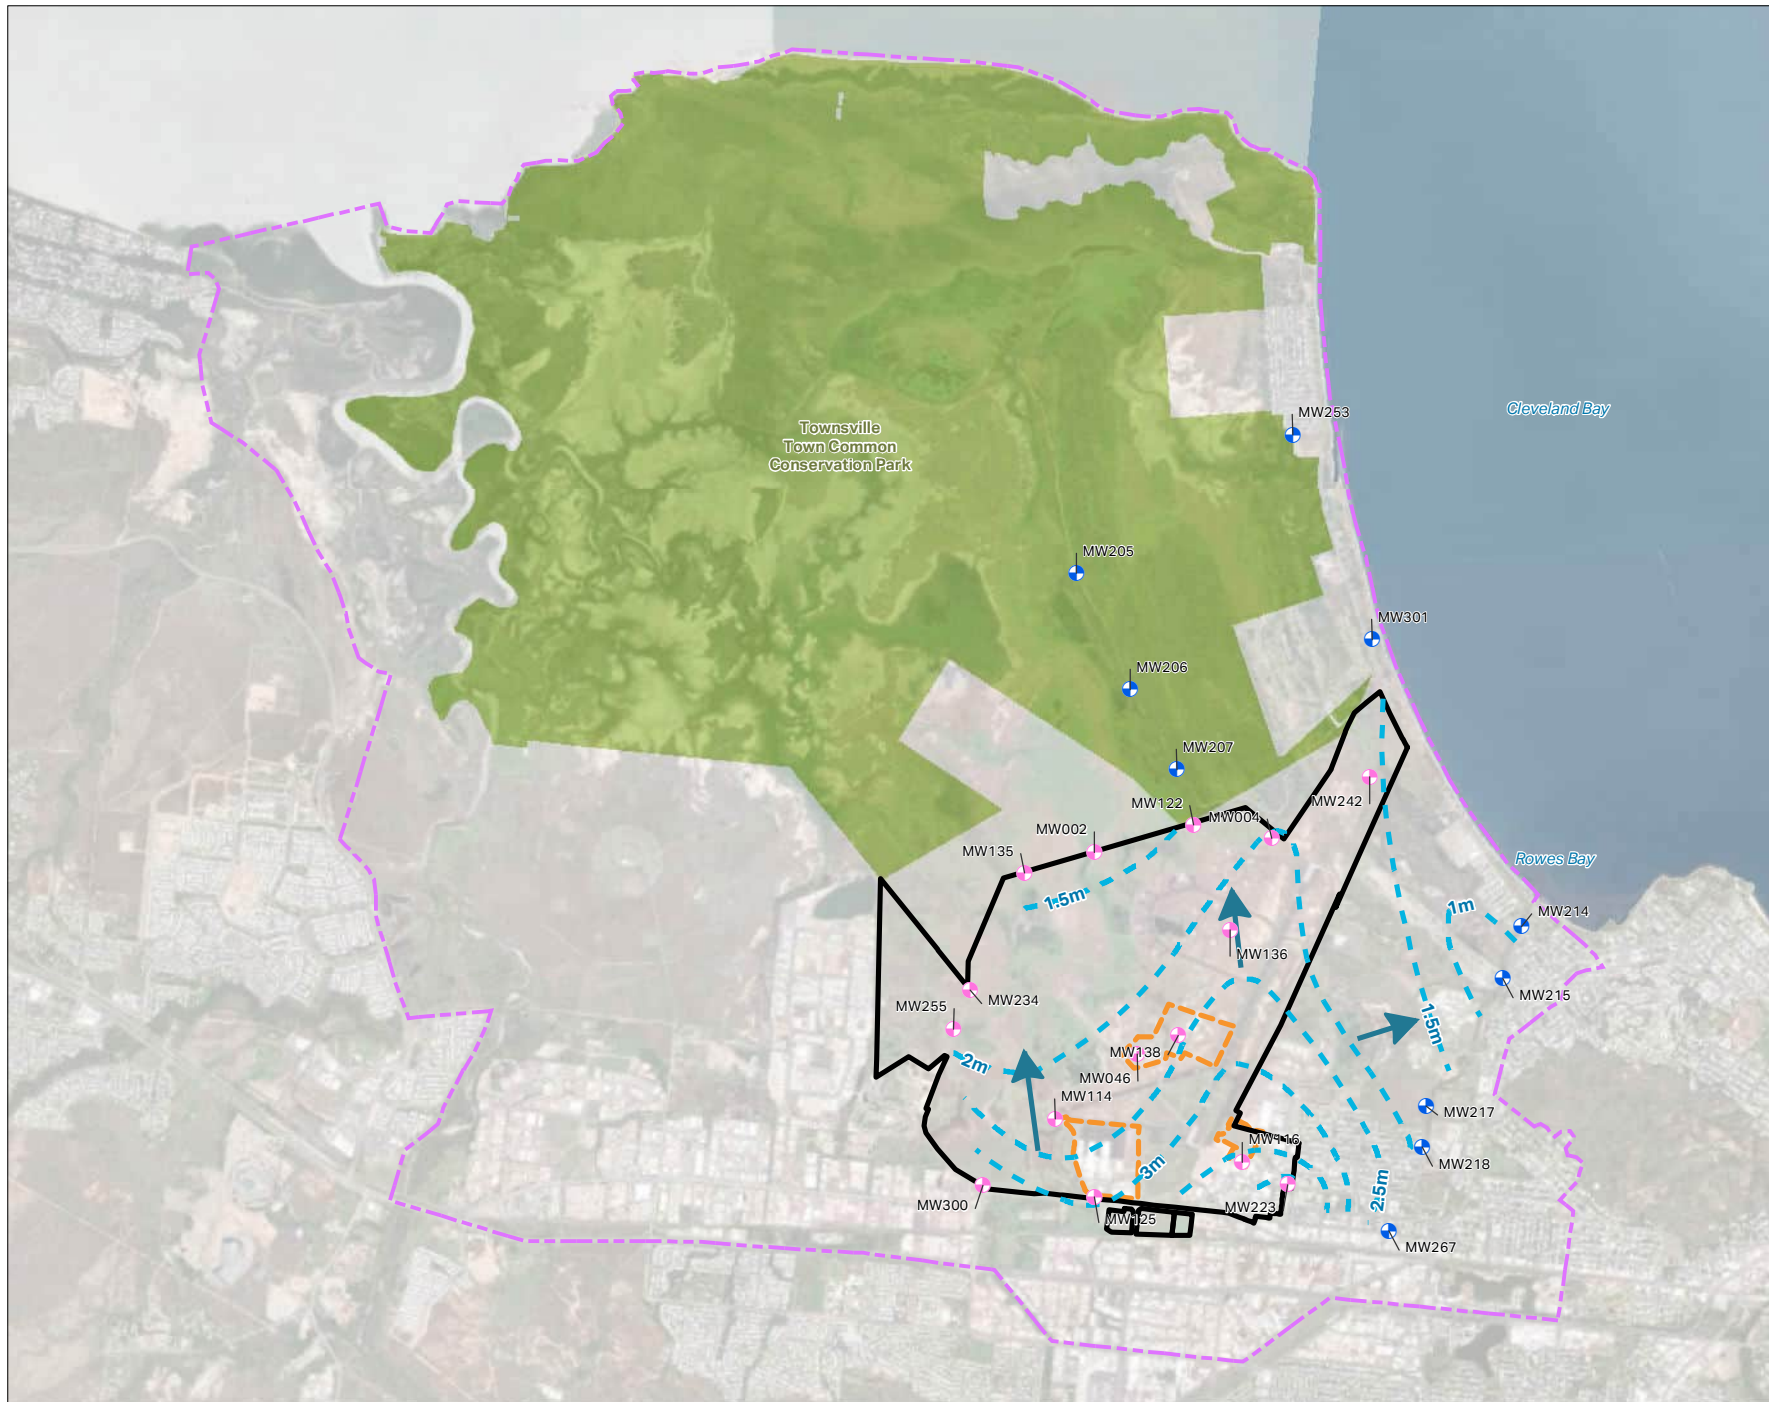 MW253
Cleveland Bay
Townsville
Town Common
Conservation Park
MW205
MW301
MW206
MW207
MW242
MW122
MW004
MW002
MW135
Rowes Bay
1.5m
1m
MW214
MW136
MW234
MW255
MW215
1.5m
MW138
2m
MW046
MW114
MW217
MW116
MW218
3m
2.5m
MW300
MW125
MW223
MW267